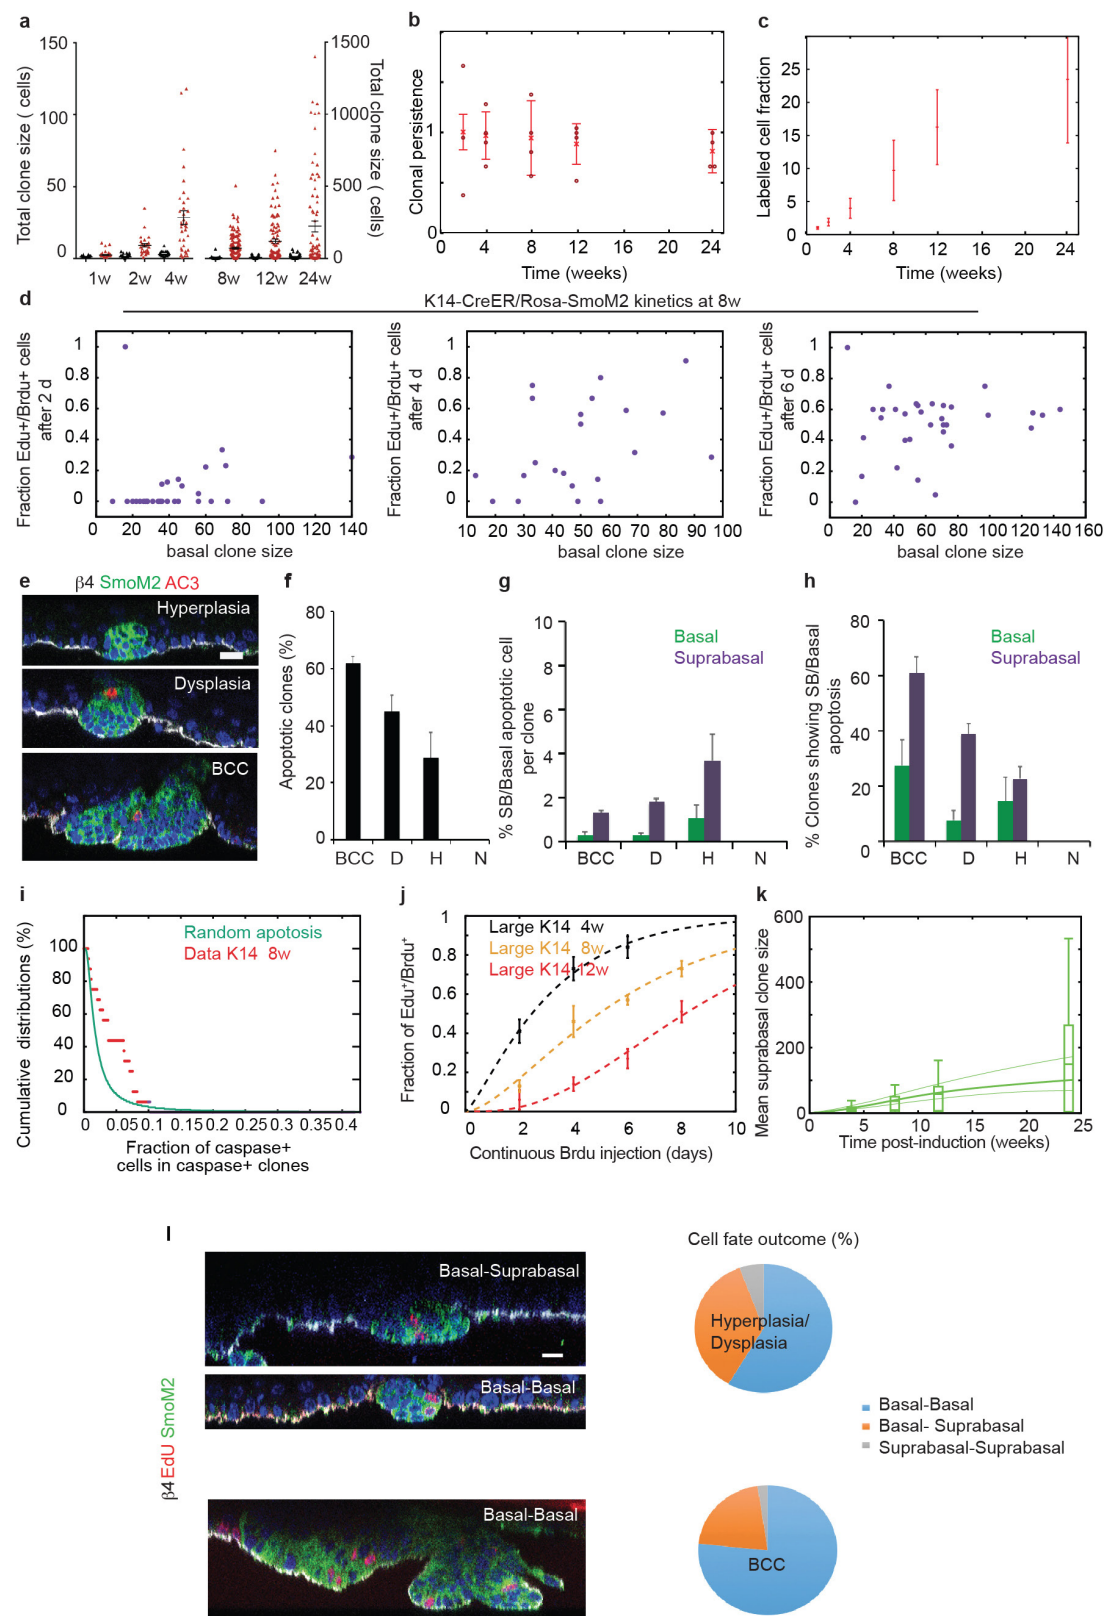 a
Total clone size ( cells)
150
100
50
0
1500
1000
500
0
Total clone size ( cells)
1w 2w 4w 8w 12w 24w
b
Clonal persistence
2
1
0
0 4 8 12 16 20 24
Time (weeks)
c
Labelled cell fraction
25
20
15
10
5
0
0 4 8 12 16 20 24
Time (weeks)
d
K14-CreER/Rosa-SmoM2 kinetics at 8w
Fraction Edu+/Brdu+ cells
after 2 d
1
0.8
0.6
0.4
0.2
0
0 20 40 60 80 100 120 140
basal clone size
Fraction Edu+/Brdu+ cells
after 4 d
1
0.8
0.6
0.4
0.2
0
10 20 30 40 50 60 70 80 90 100
basal clone size
Fraction Edu+/Brdu+ cells
after 6 d
1
0.8
0.6
0.4
0.2
0
0 20 40 60 80 100 120 140 160
basal clone size
e
β4 SmoM2 AC3
Hyperplasia
Dysplasia
BCC
f
Apoptotic clones (%)
80
60
40
20
0
BCC D H N
g
% SB/Basal apoptotic cell
per clone
10
8
6
4
2
0
Basal
Suprabasal
BCC D H N
h
% Clones showing SB/Basal
apoptosis
80
60
40
20
0
Basal
Suprabasal
BCC D H N
i
Cumulative distributions (%)
100
80
60
40
20
0
Random apotosis
Data K14 8w
0 0.05 0.1 0.15 0.2 0.25 0.3 0.35 0.4
Fraction of caspase+
cells in caspase+ clones
j
Fraction of Edu⁺/Brdu⁺
1
0.8
0.6
0.4
0.2
0
Large K14 4w
Large K14 8w
Large K14 12w
0 2 4 6 8 10
Continuous Brdu injection (days)
k
Mean suprabasal clone size
600
400
200
0
0 5 10 15 20 25
Time post-induction (weeks)
l
β4 EdU SmoM2
Basal-Suprabasal
Basal-Basal
Basal-Basal
Cell fate outcome (%)
Hyperplasia/
Dysplasia
Basal-Basal
Basal- Suprabasal
Suprabasal-Suprabasal
BCC